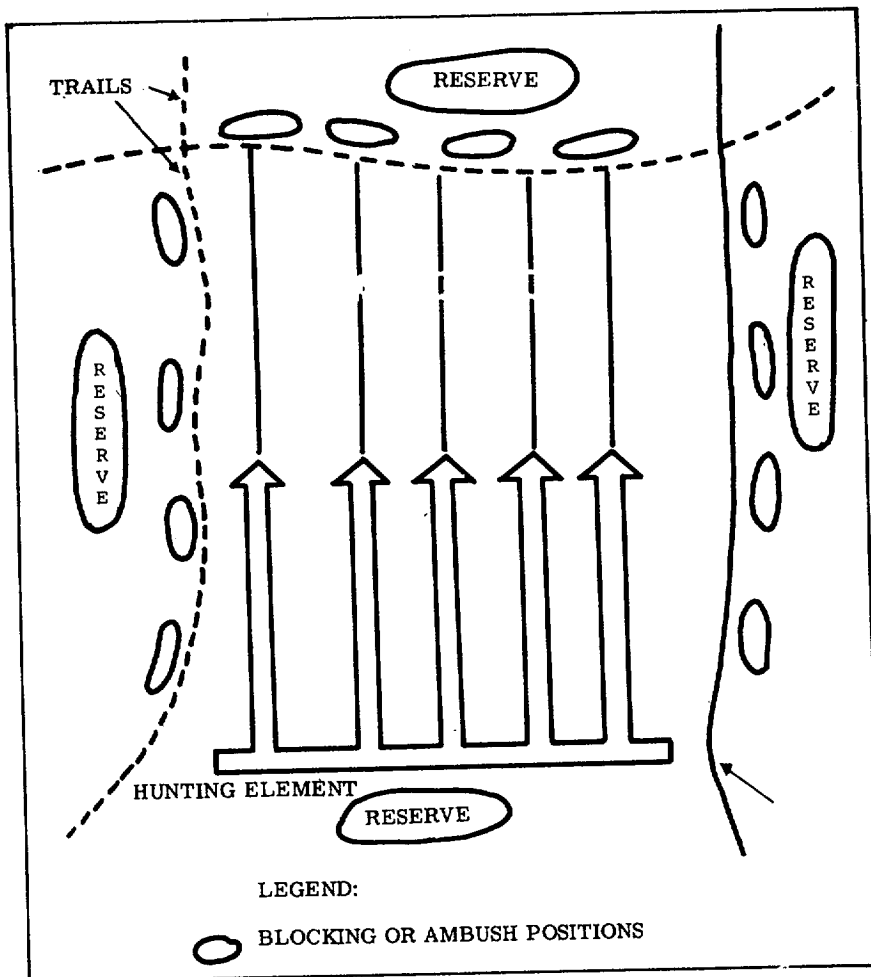 RESERVE
TRAILS
RESERVE
RESERVE
HUNTING ELEMENT
RESERVE
LEGEND:
BLOCKING OR AMBUSH POSITIONS